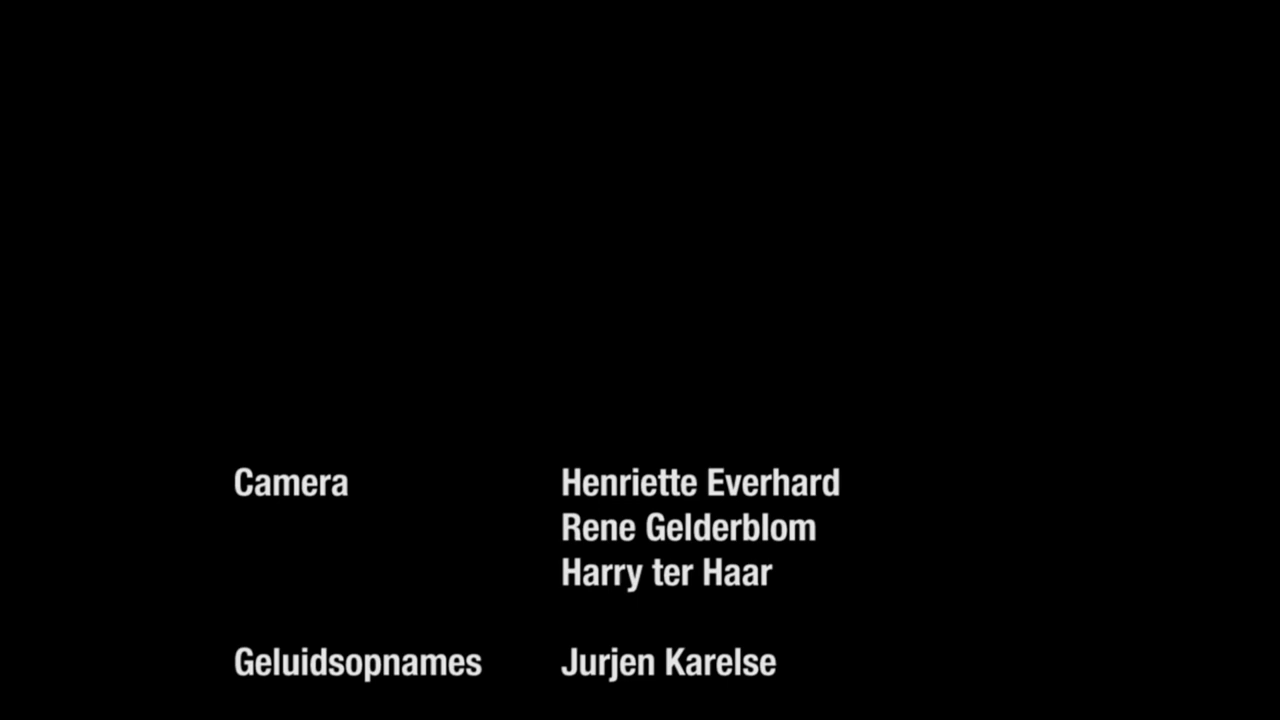 Camera Henriette Everhard
Rene Gelderblom
Harry ter Haar
Geluidsopnames Jurjen Karelse